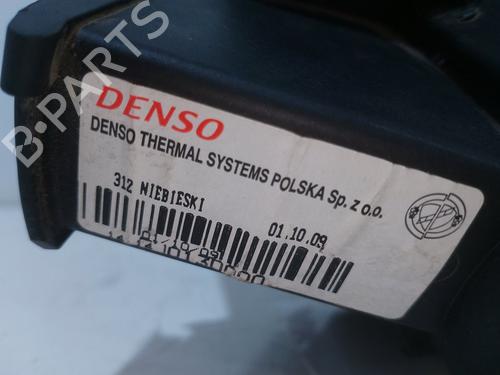 B-PARTS
DENSO
DENSO THERMAL SYSTEMS POLSKA Sp. z o.o.
312 NIEBIESKI
01.10.09